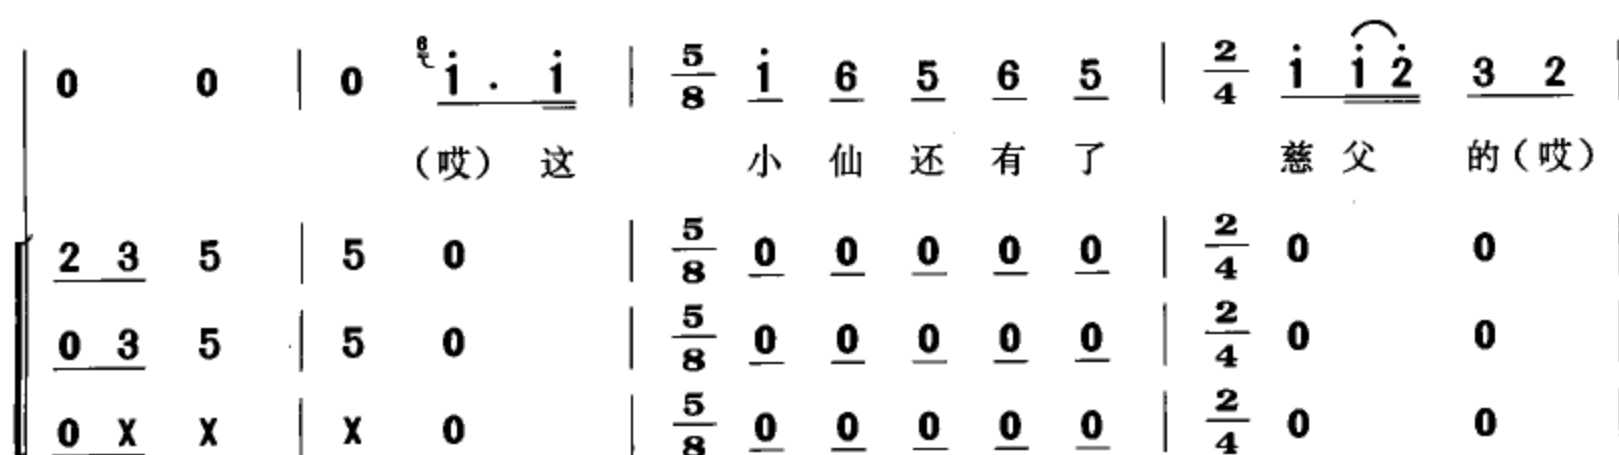 0 0 | 0 6 i . i | 5/8 i 6 5 6 5 | 2/4 i i 2̇ 3 2
(哎) 这 小 仙 还 有 了 慈 父 的 (哎)
2 3 5 | 5 0 | 5/8 0 0 0 0 0 | 2/4 0 0
0 3 5 | 5 0 | 5/8 0 0 0 0 0 | 2/4 0 0
0 X X | X 0 | 5/8 0 0 0 0 0 | 2/4 0 0